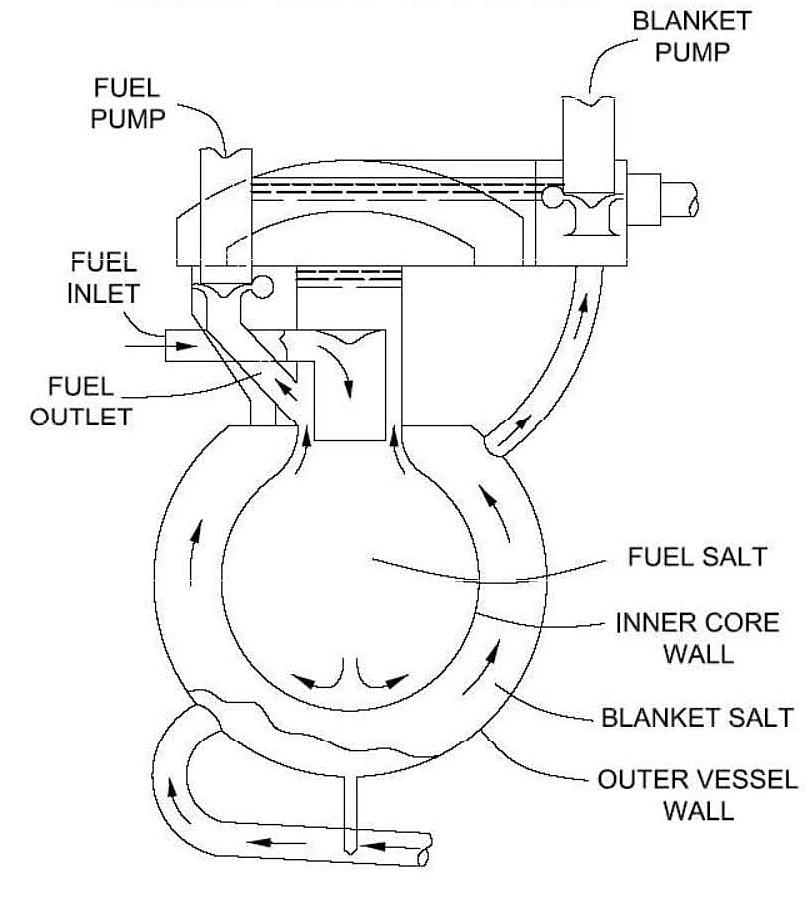 BLANKET
PUMP
FUEL
PUMP
FUEL
INLET
FUEL
OUTLET
FUEL SALT
INNER CORE
WALL
BLANKET SALT
OUTER VESSEL
WALL